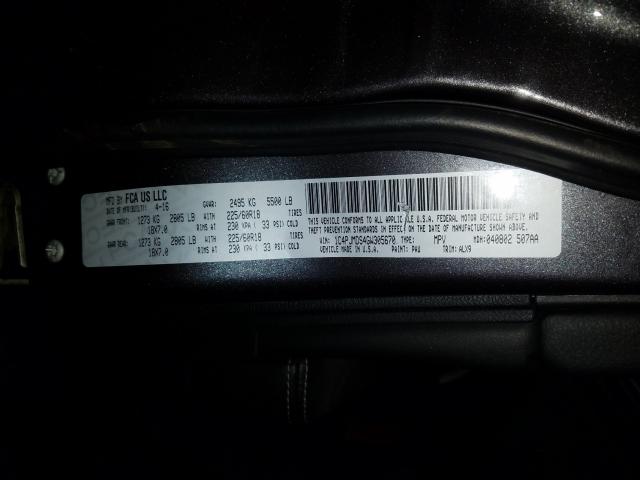 MFD BY FCA US LLC GVWR: 2495 KG 5500 LB
DATE OF MFR(BUILT): 4-16
GAWR FRONT: 1273 KG 2805 LB WITH 225/60R18 TIRES
18X7.0 RIMS AT 230 KPA ( 33 PSI) COLD
GAWR REAR: 1273 KG 2805 LB WITH 225/60R18 TIRES
18X7.0 RIMS AT 230 KPA ( 33 PSI) COLD
THIS VEHICLE CONFORMS TO ALL APPLICABLE U.S.A. FEDERAL MOTOR VEHICLE SAFETY AND
THEFT PREVENTION STANDARDS IN EFFECT ON THE DATE OF MANUFACTURE SHOWN ABOVE.
VIN: 1C4PJMDS4GW305670 TYPE: MPV MDH: 040802 507AA
VEHICLE MADE IN U.S.A. PAINT: PAU TRIM: ALX9